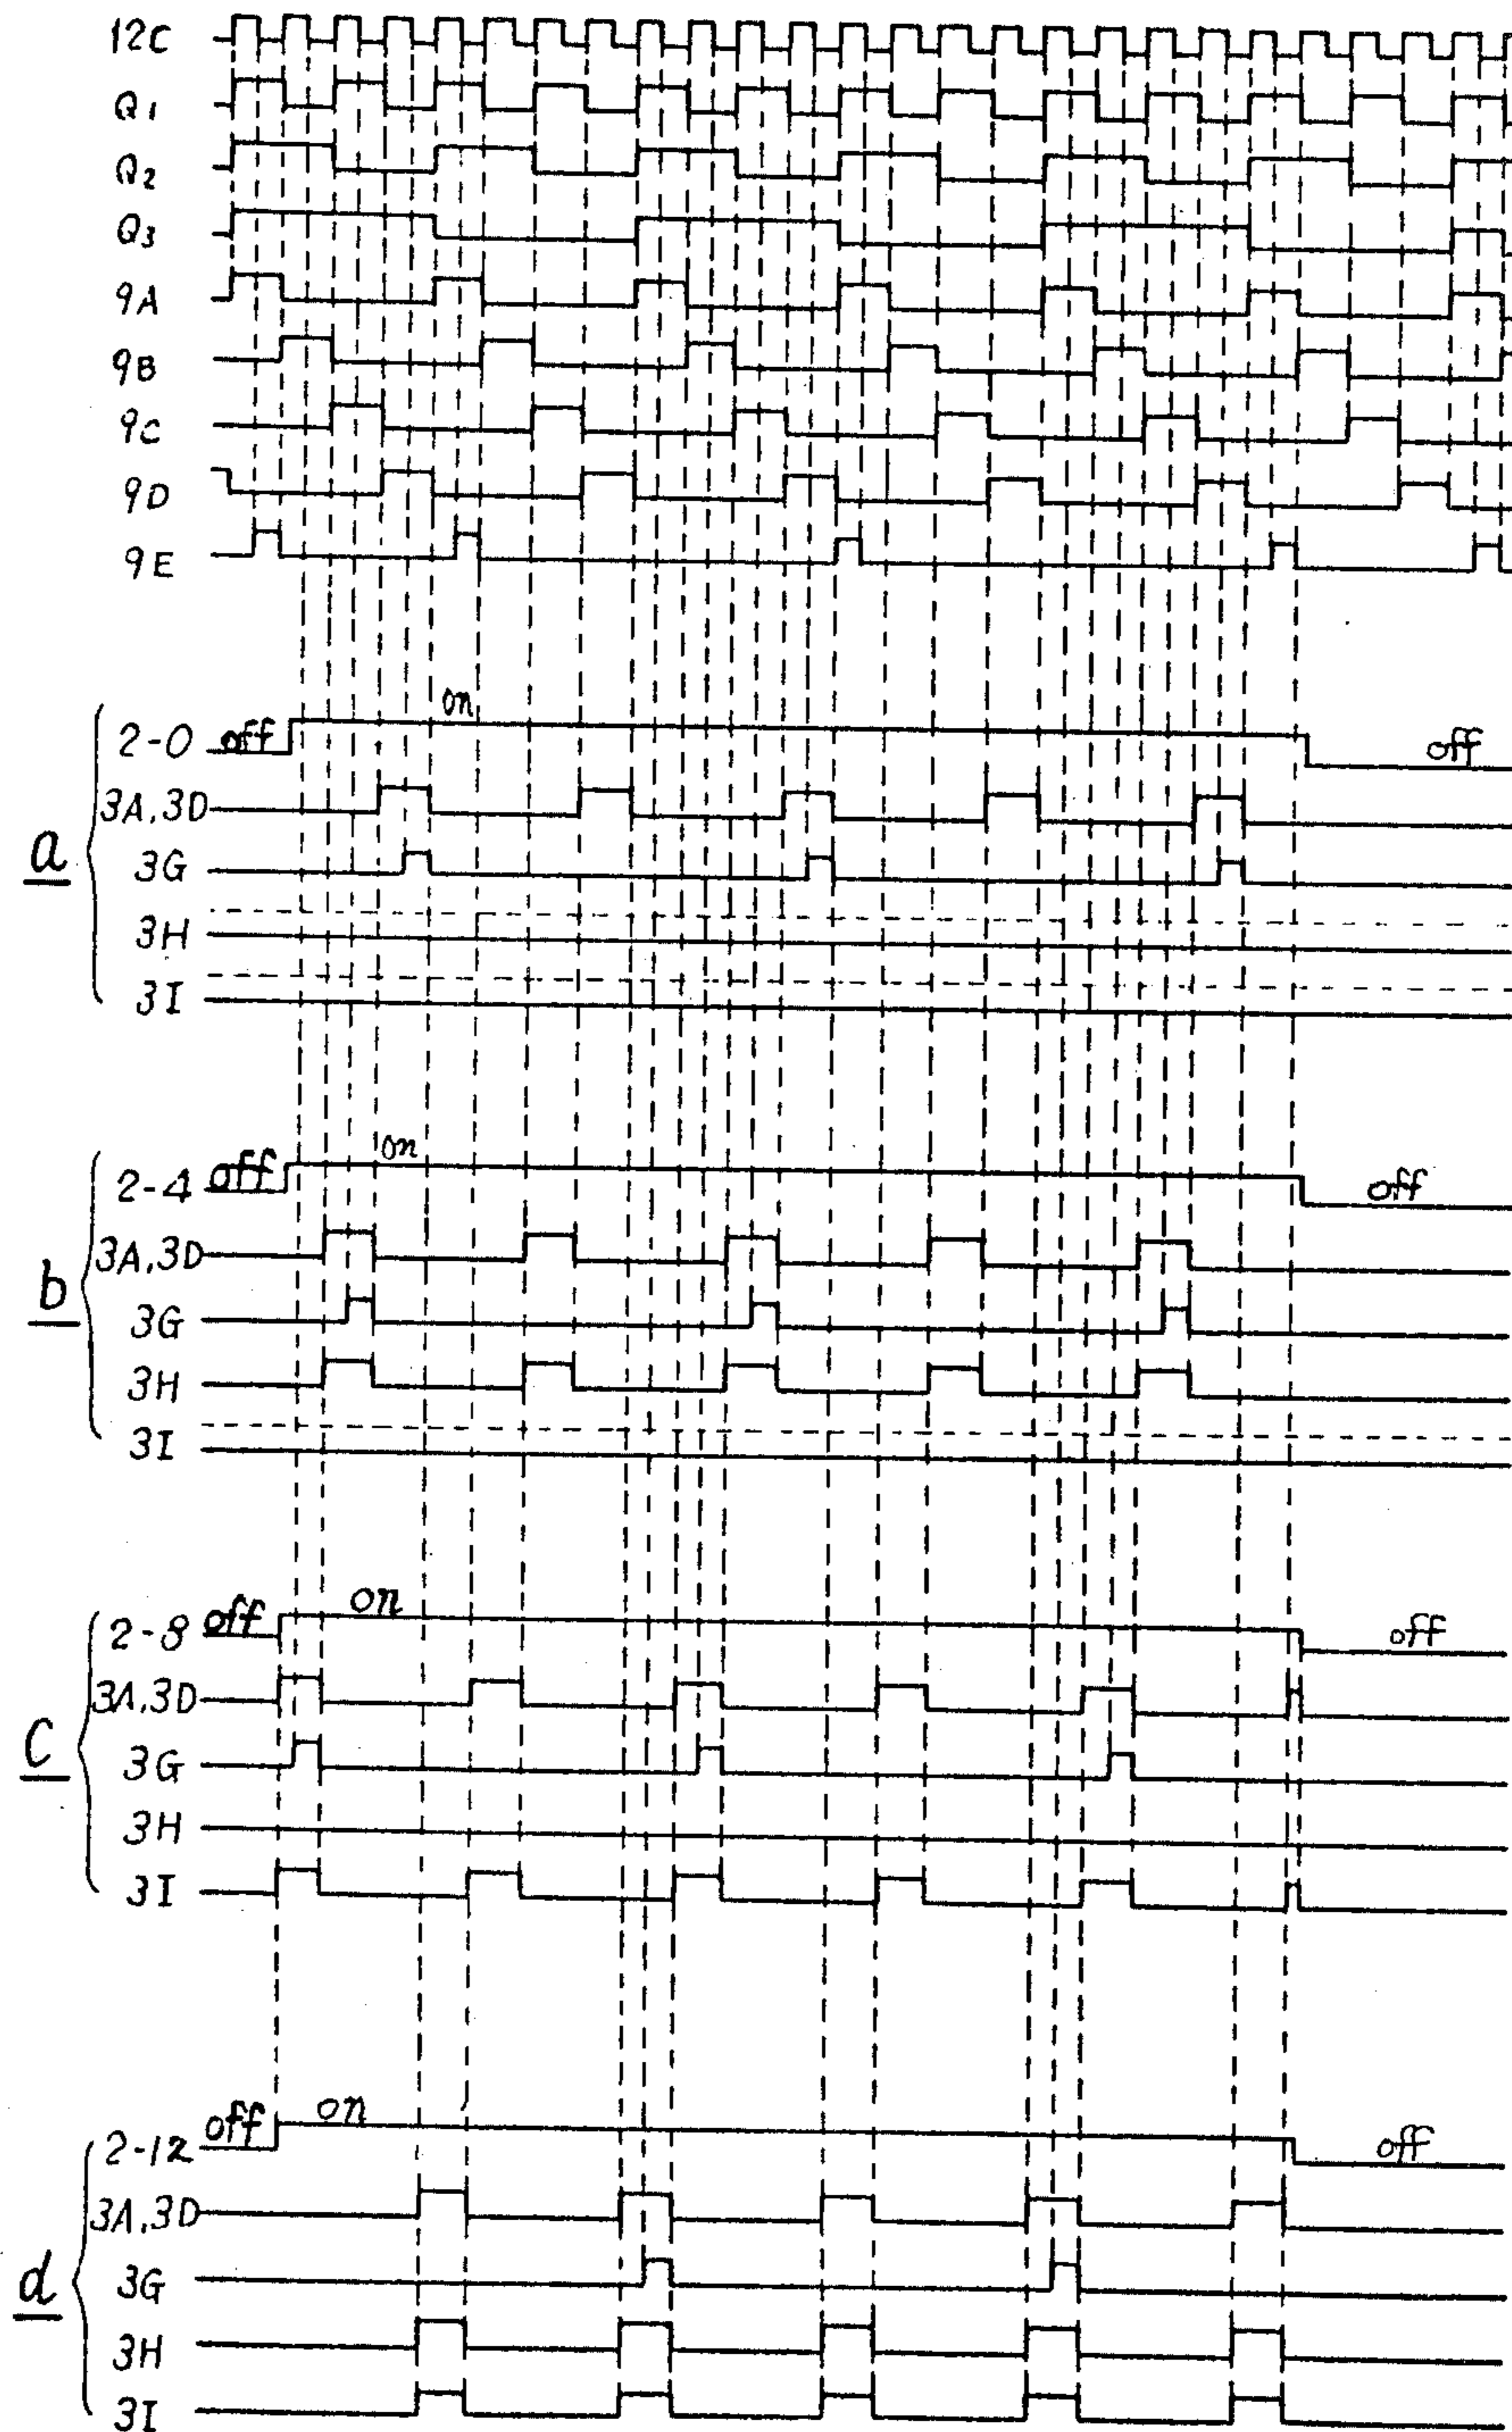 12C
Q1
Q2
Q3
9A
9B
9C
9D
9E
on
2-0 off off
3A,3D
a
3G
3H
3I
on
2-4 off off
3A,3D
b
3G
3H
3I
on
2-8 off off
3A,3D
C
3G
3H
3I
on
2-12 off off
3A,3D
d
3G
3H
3I